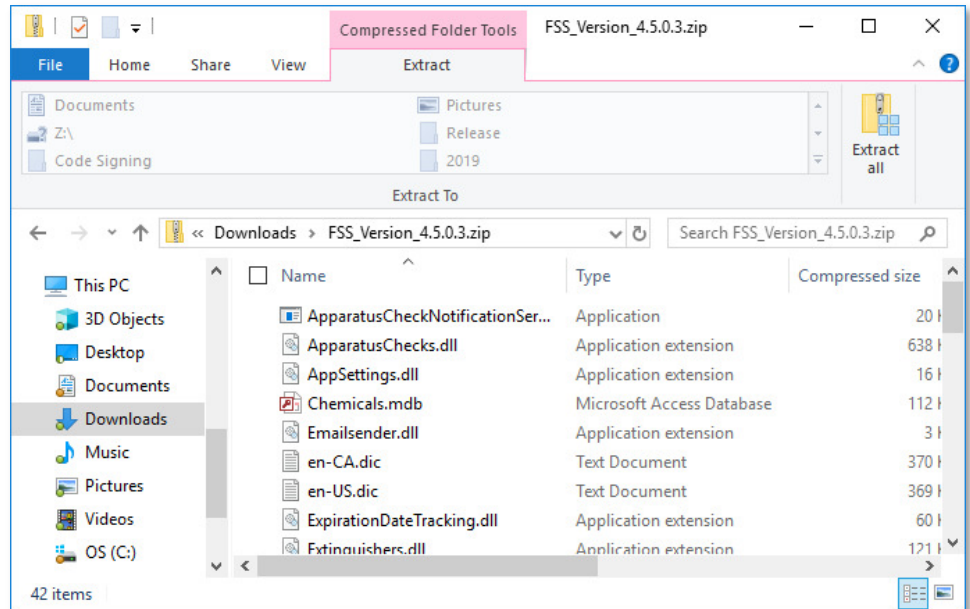 Compressed Folder Tools FSS_Version_4.5.0.3.zip
File Home Share View Extract
Documents Pictures
Z:\ Release
Code Signing 2019
Extract all
Extract To
« Downloads > FSS_Version_4.5.0.3.zip Search FSS_Version_4.5.0.3.zip
This PC
3D Objects
Desktop
Documents
Downloads
Music
Pictures
Videos
OS (C:)
Name Type Compressed size
ApparatusCheckNotificationSer... Application 20
ApparatusChecks.dll Application extension 638
AppSettings.dll Application extension 16
Chemicals.mdb Microsoft Access Database 112
Emailsender.dll Application extension 3
en-CA.dic Text Document 370
en-US.dic Text Document 369
ExpirationDateTracking.dll Application extension 60
Extinguishers.dll Application extension 121
42 items